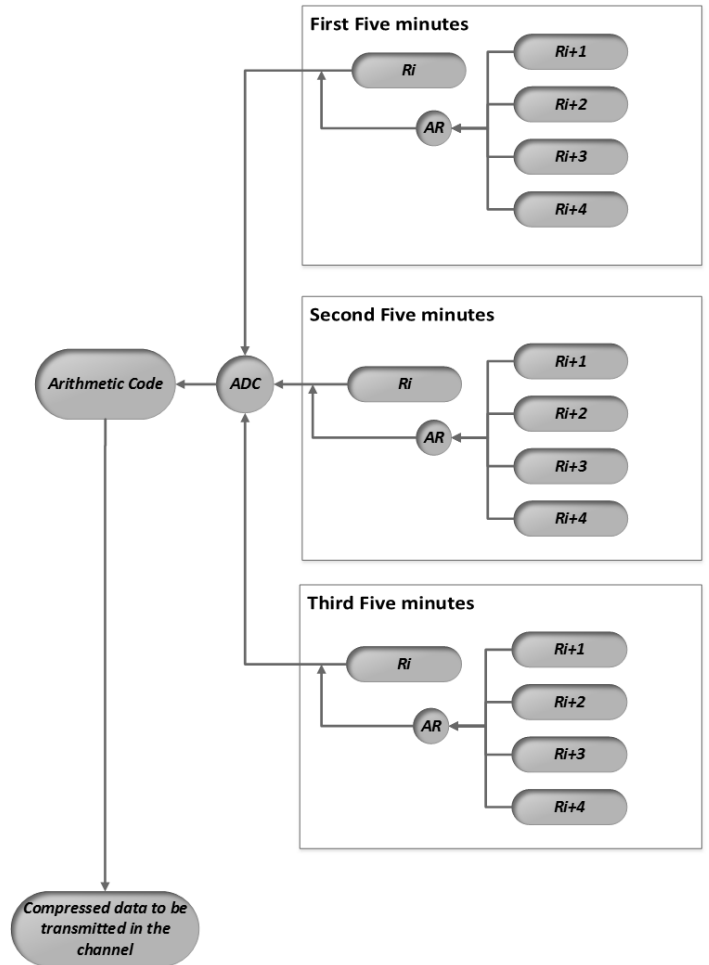 First Five minutes
Ri
Ri+1
Ri+2
AR
Ri+3
Ri+4
Second Five minutes
Ri+1
Arithmetic Code
ADC
Ri
Ri+2
AR
Ri+3
Ri+4
Third Five minutes
Ri+1
Ri
Ri+2
AR
Ri+3
Ri+4
Compressed data to be
transmitted in the
channel